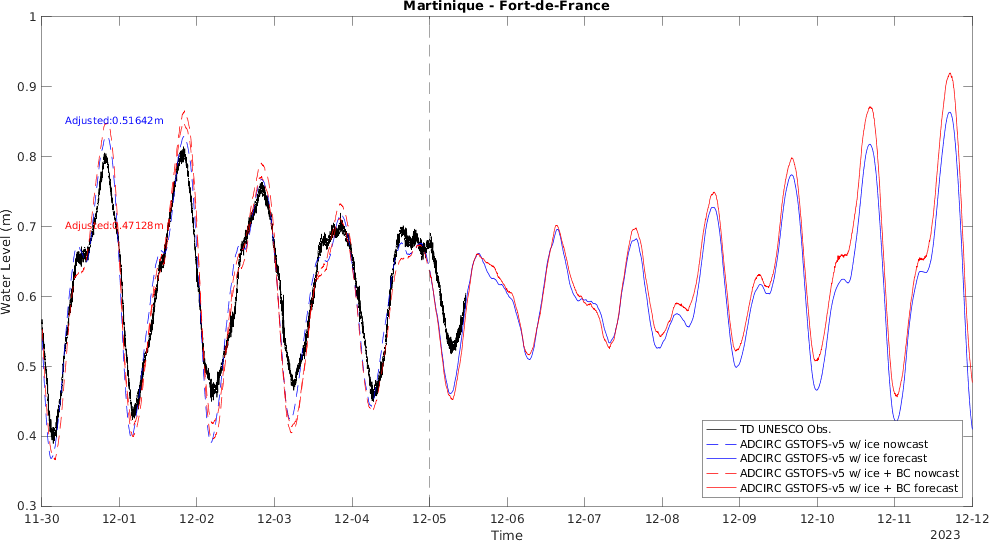 Martinique - Fort-de-France
1
0.9
0.8
0.7
0.6
0.5
0.4
0.3
Water Level (m)
Adjusted:0.51642m
Adjusted:0.47128m
TD UNESCO Obs.
ADCIRC GSTOFS-v5 w/ ice nowcast
ADCIRC GSTOFS-v5 w/ ice forecast
ADCIRC GSTOFS-v5 w/ ice + BC nowcast
ADCIRC GSTOFS-v5 w/ ice + BC forecast
11-30 12-01 12-02 12-03 12-04 12-05 12-06 12-07 12-08 12-09 12-10 12-11 12-12
Time
2023